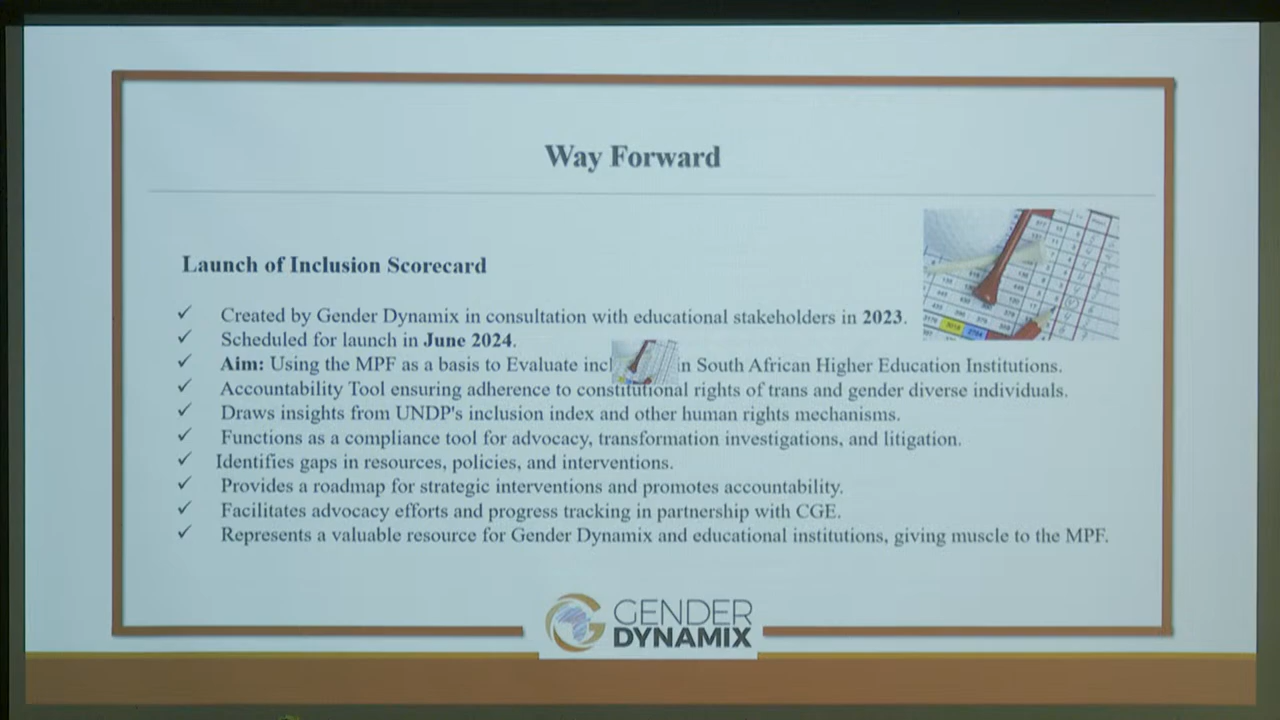 Way Forward
Launch of Inclusion Scorecard
✓ Created by Gender Dynamix in consultation with educational stakeholders in 2023.
✓ Scheduled for launch in June 2024.
✓ Aim: Using the MPF as a basis to Evaluate incl n South African Higher Education Institutions.
✓ Accountability Tool ensuring adherence to constitutional rights of trans and gender diverse individuals.
✓ Draws insights from UNDP's inclusion index and other human rights mechanisms.
✓ Functions as a compliance tool for advocacy, transformation investigations, and litigation.
✓ Identifies gaps in resources, policies, and interventions.
✓ Provides a roadmap for strategic interventions and promotes accountability.
✓ Facilitates advocacy efforts and progress tracking in partnership with CGE.
✓ Represents a valuable resource for Gender Dynamix and educational institutions, giving muscle to the MPF.
GENDER
DYNAMIX